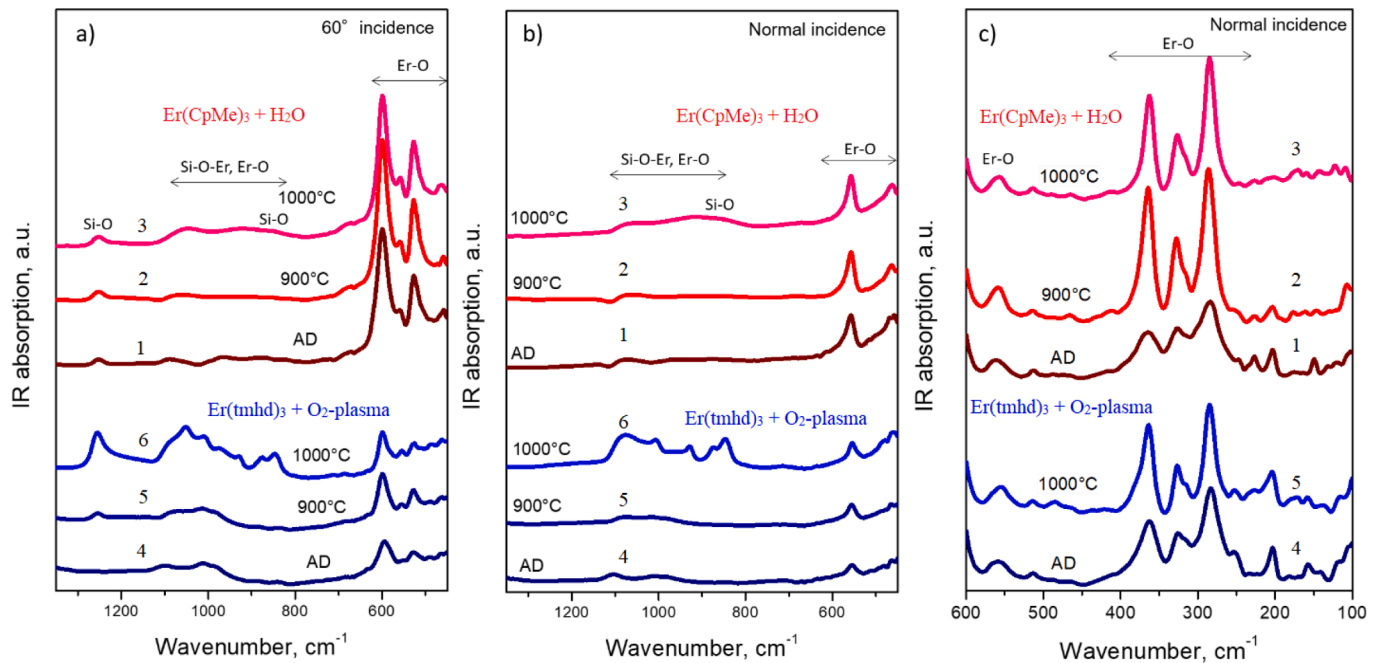 a)
60° incidence
Er-O
Er(CpMe)₃ + H₂O
Si-O-Er, Er-O
1000°C
Si-O
3
Si-O
2
900°C
1
AD
Er(tmhd)₃ + O₂-plasma
6
1000°C
5
900°C
4
AD
1200
1000
800
600
Wavenumber, cm⁻¹
IR absorption, a.u.
b)
Normal incidence
Er(CpMe)₃ + H₂O
Er-O
Si-O-Er, Er-O
Si-O
3
1000°C
2
900°C
1
AD
6
Er(tmhd)₃ + O₂-plasma
1000°C
5
900°C
4
AD
1200
1000
800
600
Wavenumber, cm⁻¹
IR absorption, a.u.
c)
Normal incidence
Er-O
Er(CpMe)₃ + H₂O
Er-O
3
1000°C
2
900°C
1
AD
Er(tmhd)₃ + O₂-plasma
5
1000°C
4
AD
600
500
400
300
200
100
Wavenumber, cm⁻¹
IR absorption, a.u.